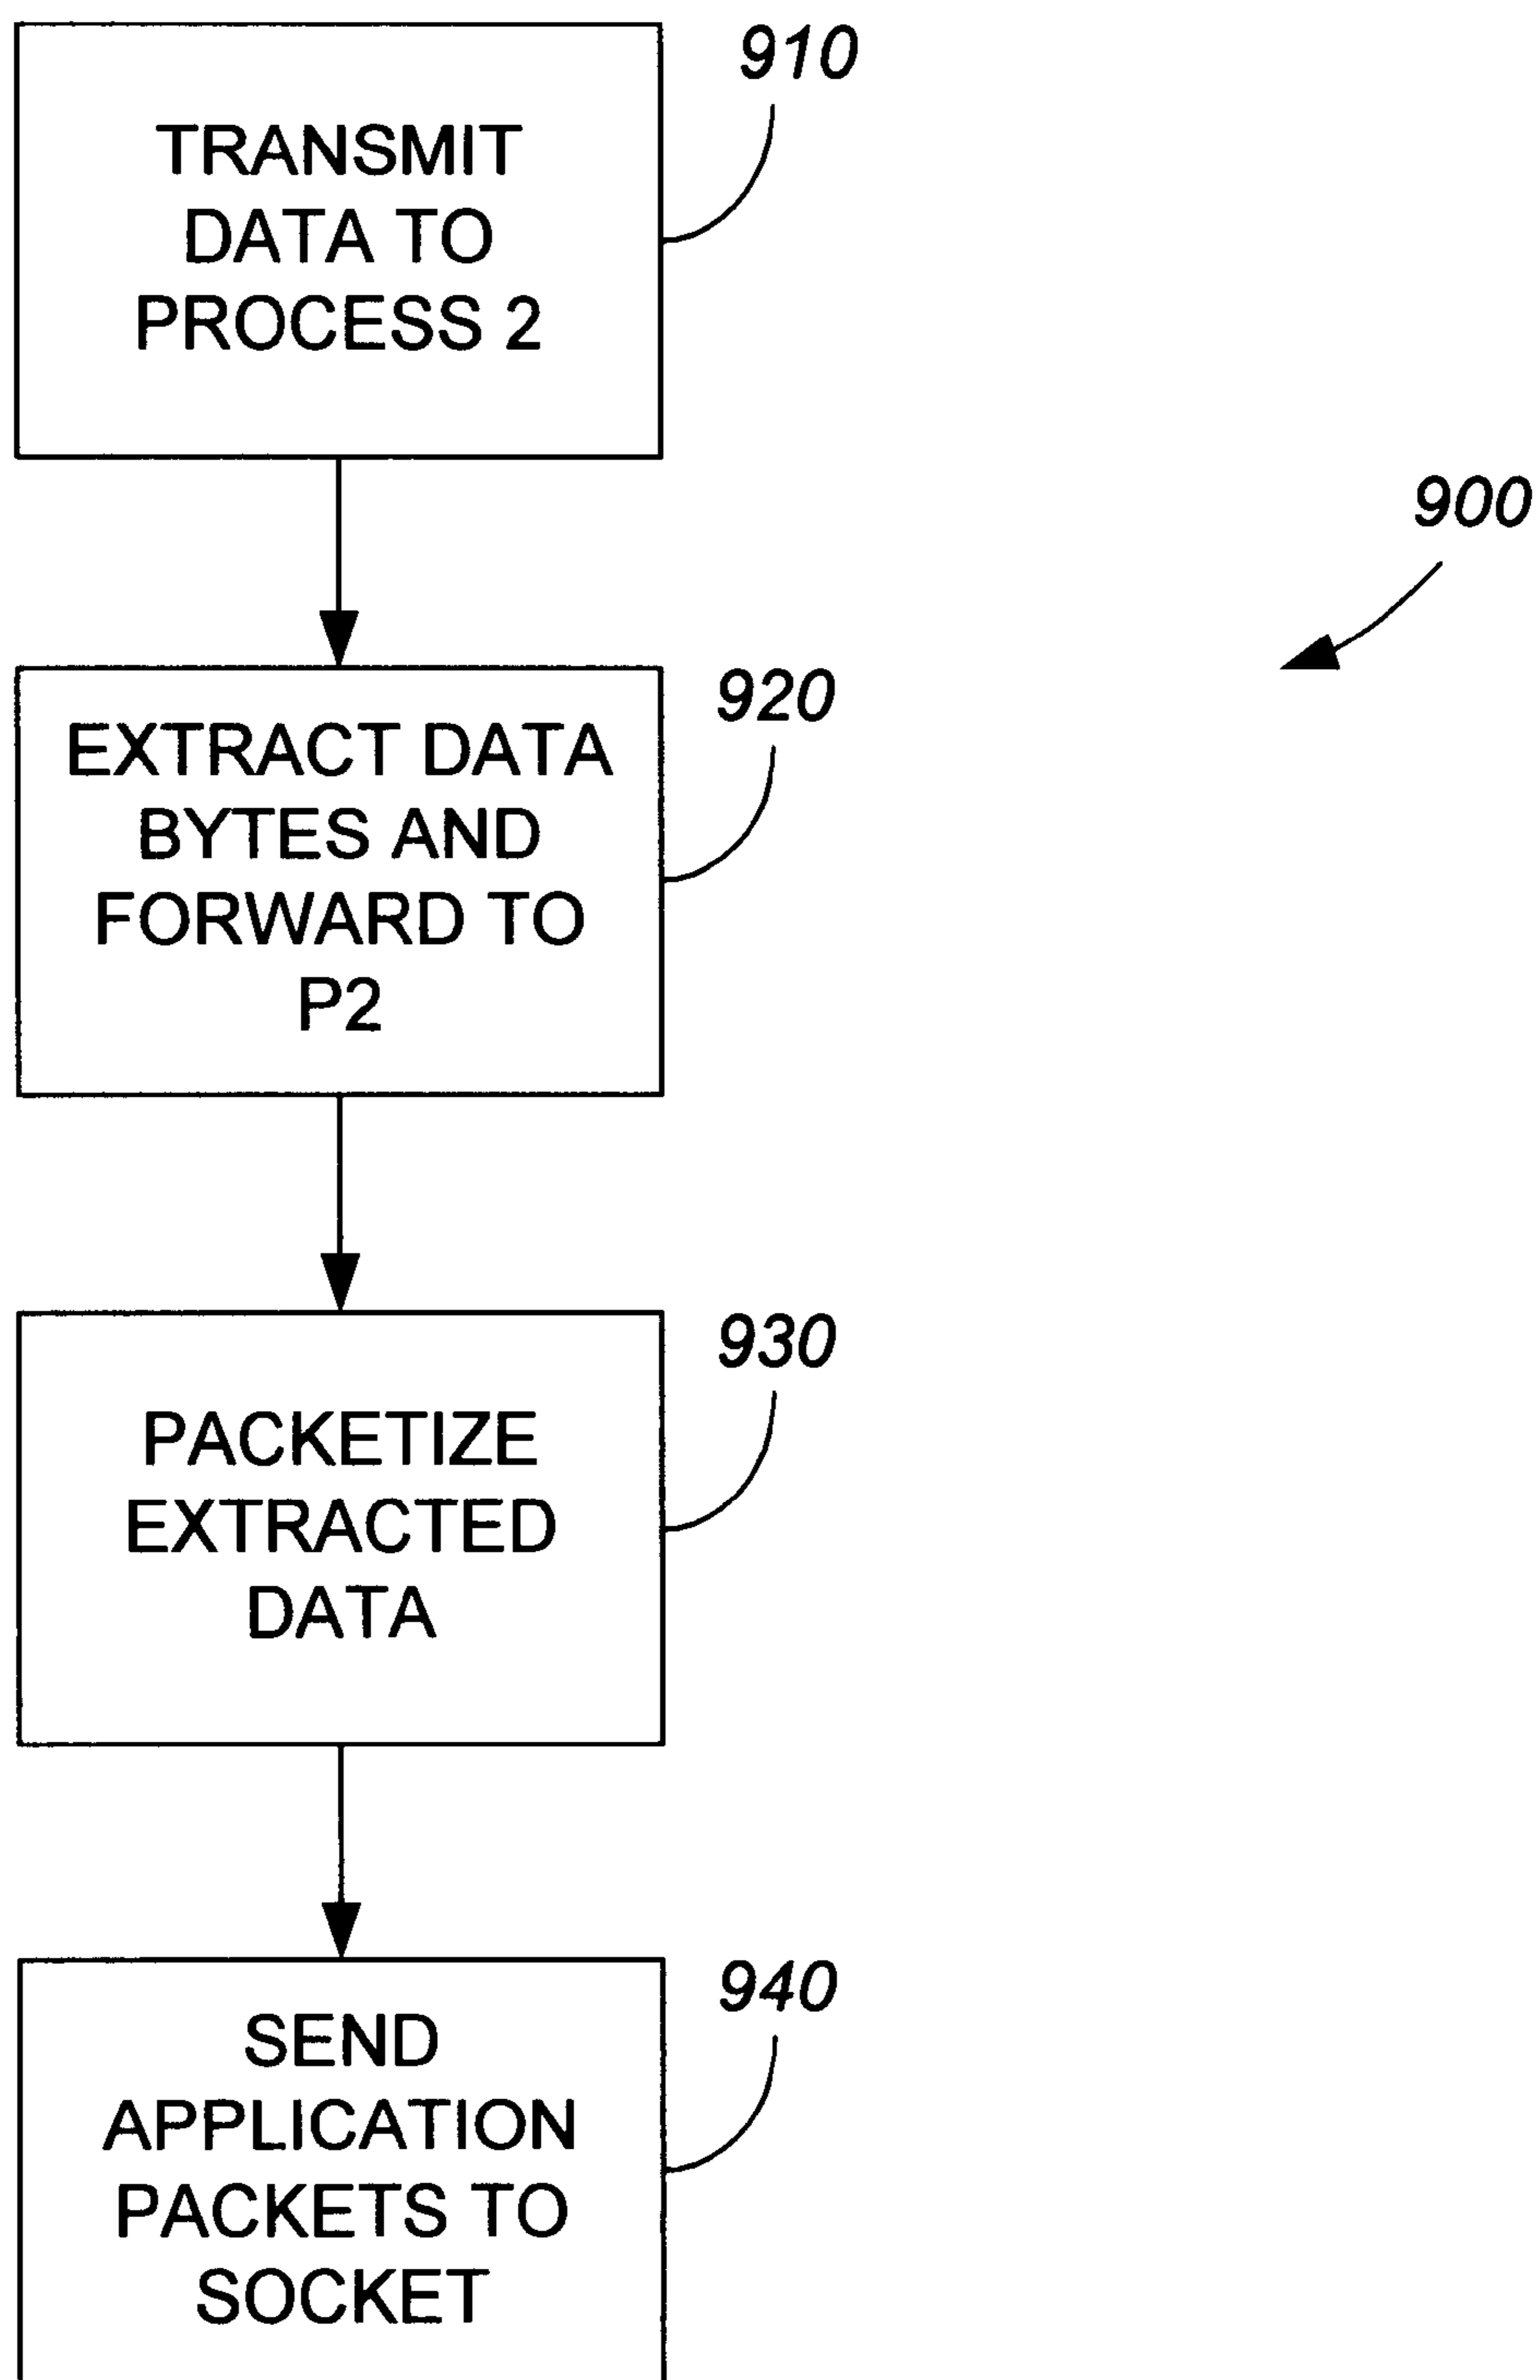 910
TRANSMIT
DATA TO
PROCESS 2
900
920
EXTRACT DATA
BYTES AND
FORWARD TO
P2
930
PACKETIZE
EXTRACTED
DATA
940
SEND
APPLICATION
PACKETS TO
SOCKET